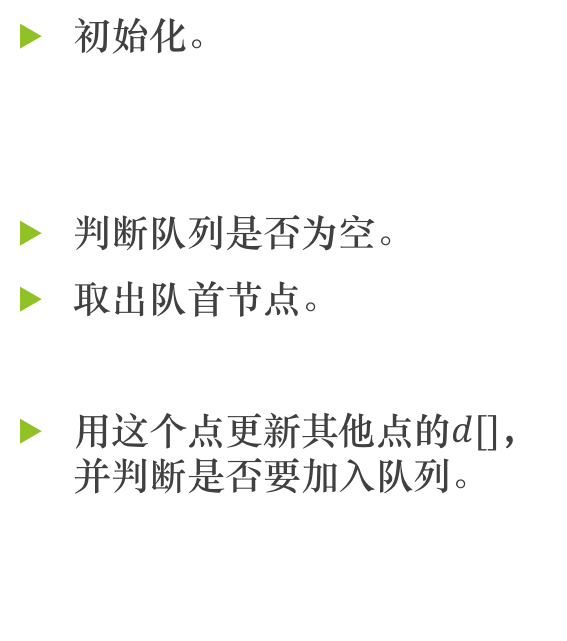 初始化。
判断队列是否为空。
取出队首节点。
用这个点更新其他点的d[]，
并判断是否要加入队列。